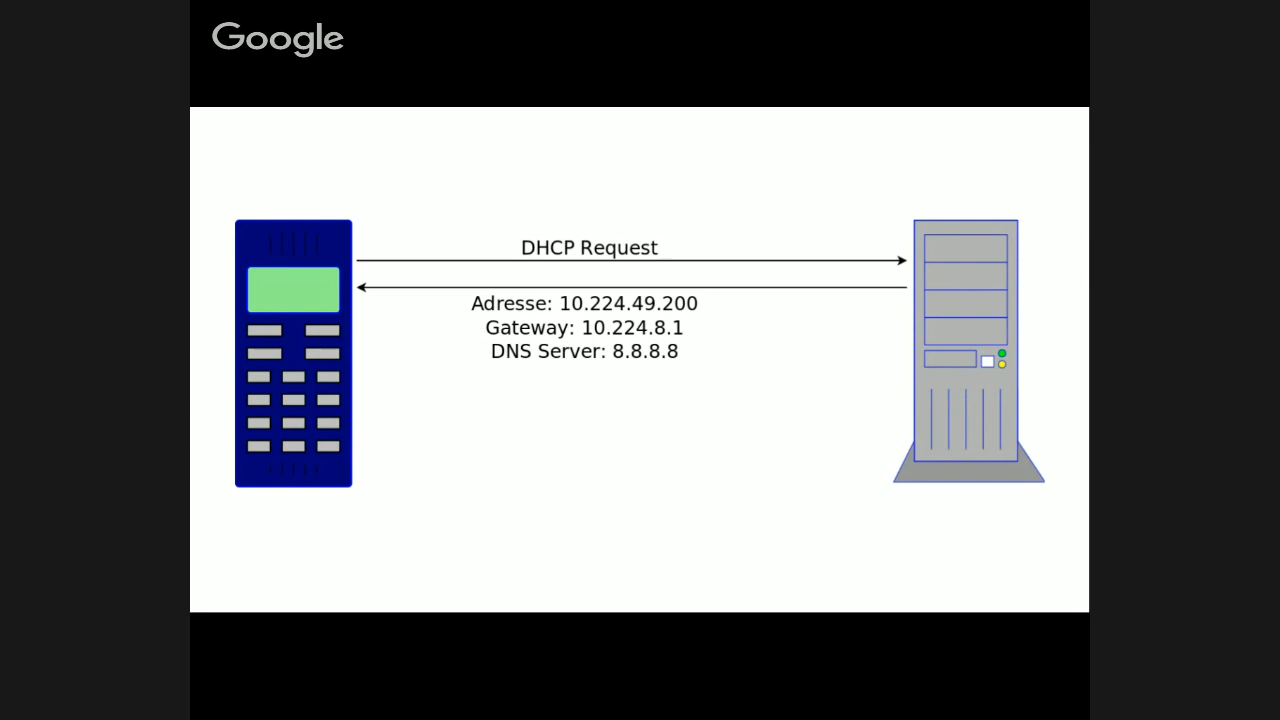 Google
DHCP Request
Adresse: 10.224.49.200
Gateway: 10.224.8.1
DNS Server: 8.8.8.8